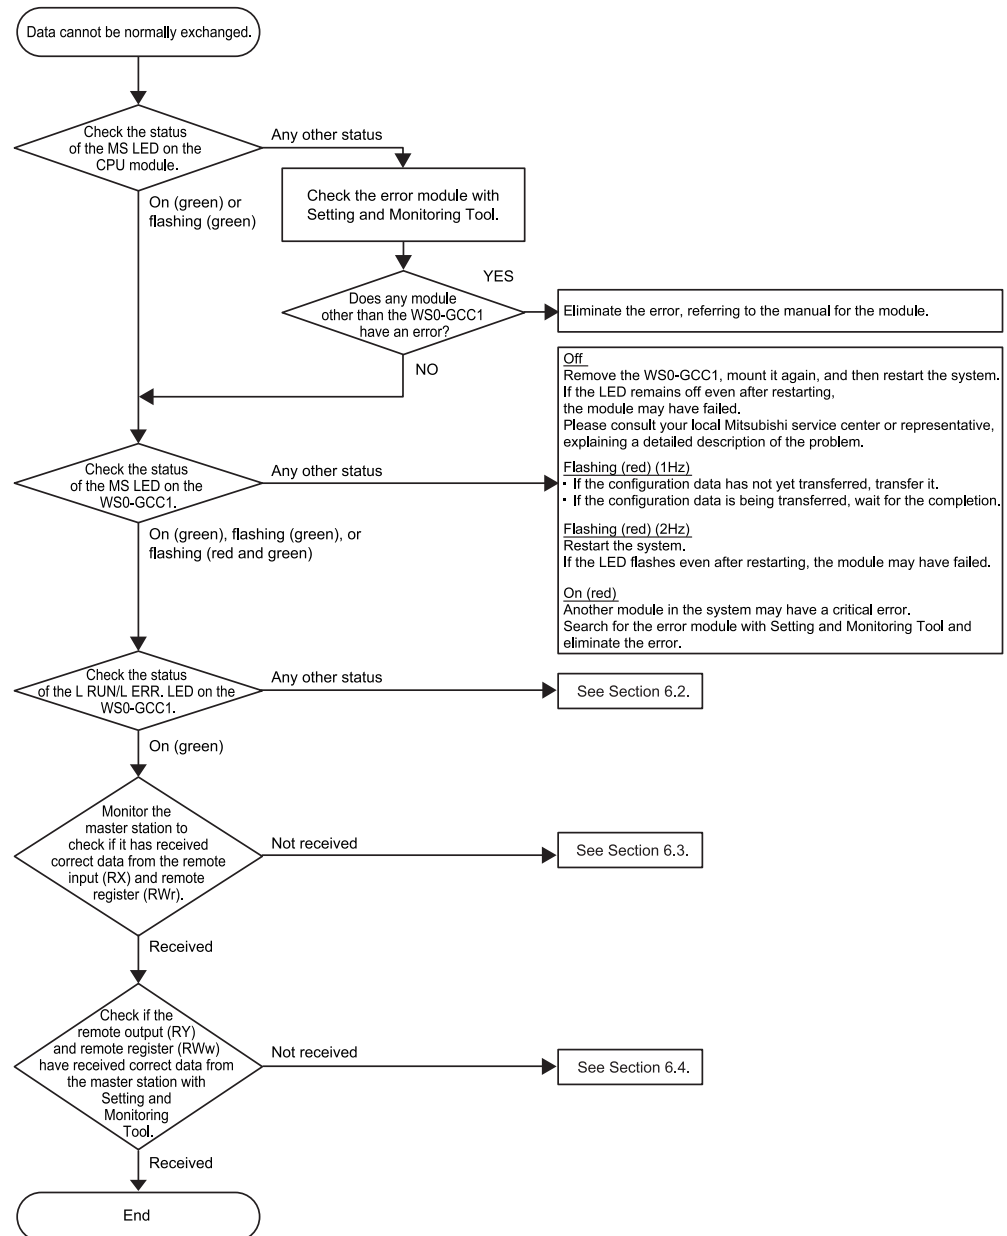 Data cannot be normally exchanged.
Check the status
of the MS LED on the
CPU module.
Any other status
On (green) or
flashing (green)
Check the error module with
Setting and Monitoring Tool.
Does any module
other than the WS0-GCC1
have an error?
YES
Eliminate the error, referring to the manual for the module.
NO
Check the status
of the MS LED on the
WS0-GCC1.
Any other status
Off
Remove the WS0-GCC1, mount it again, and then restart the system.
If the LED remains off even after restarting,
the module may have failed.
Please consult your local Mitsubishi service center or representative,
explaining a detailed description of the problem.
Flashing (red) (1Hz)
• If the configuration data has not yet transferred, transfer it.
• If the configuration data is being transferred, wait for the completion.
Flashing (red) (2Hz)
Restart the system.
If the LED flashes even after restarting, the module may have failed.
On (red)
Another module in the system may have a critical error.
Search for the error module with Setting and Monitoring Tool and
eliminate the error.
On (green), flashing (green), or
flashing (red and green)
Check the status
of the L RUN/L ERR. LED on the
WS0-GCC1.
Any other status
See Section 6.2.
On (green)
Monitor the
master station to
check if it has received
correct data from the remote
input (RX) and remote
register (RWr).
Not received
See Section 6.3.
Received
Check if the
remote output (RY)
and remote register (RWw)
have received correct data from
the master station with
Setting and
Monitoring
Tool.
Not received
See Section 6.4.
Received
End